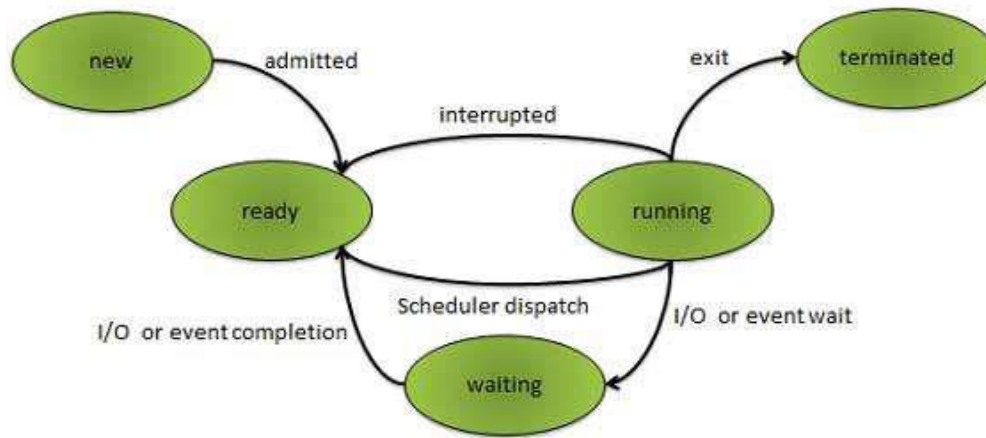 new
admitted
exit
terminated
interrupted
ready
running
Scheduler dispatch
I/O or event completion
I/O or event wait
waiting